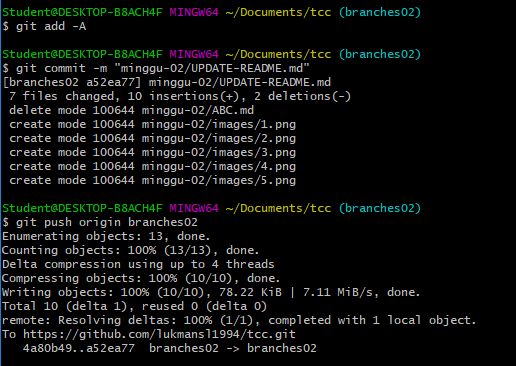 Student@DESKTOP-B8ACH4F MINGW64 ~/Documents/tcc (branches02)
$ git add -A
Student@DESKTOP-B8ACH4F MINGW64 ~/Documents/tcc (branches02)
$ git commit -m "minggu-02/UPDATE-README.md"
[branches02 a52ea77] minggu-02/UPDATE-README.md
7 files changed, 10 insertions(+), 2 deletions(-)
delete mode 100644 minggu-02/ABC.md
create mode 100644 minggu-02/images/1.png
create mode 100644 minggu-02/images/2.png
create mode 100644 minggu-02/images/3.png
create mode 100644 minggu-02/images/4.png
create mode 100644 minggu-02/images/5.png
Student@DESKTOP-B8ACH4F MINGW64 ~/Documents/tcc (branches02)
$ git push origin branches02
Enumerating objects: 13, done.
Counting objects: 100% (13/13), done.
Delta compression using up to 4 threads
Compressing objects: 100% (10/10), done.
Writing objects: 100% (10/10), 78.22 KiB | 7.11 MiB/s, done.
Total 10 (delta 1), reused 0 (delta 0)
remote: Resolving deltas: 100% (1/1), completed with 1 local object.
To https://github.com/lukmansl1994/tcc.git
4a80b49..a52ea77  branches02 -> branches02